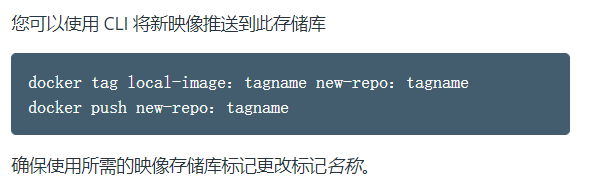 您可以使用 CLI 将新映像推送到此存储库
docker tag local-image：tagname new-repo：tagname
docker push new-repo：tagname
确保使用所需的映像存储库标记更改标记名称。